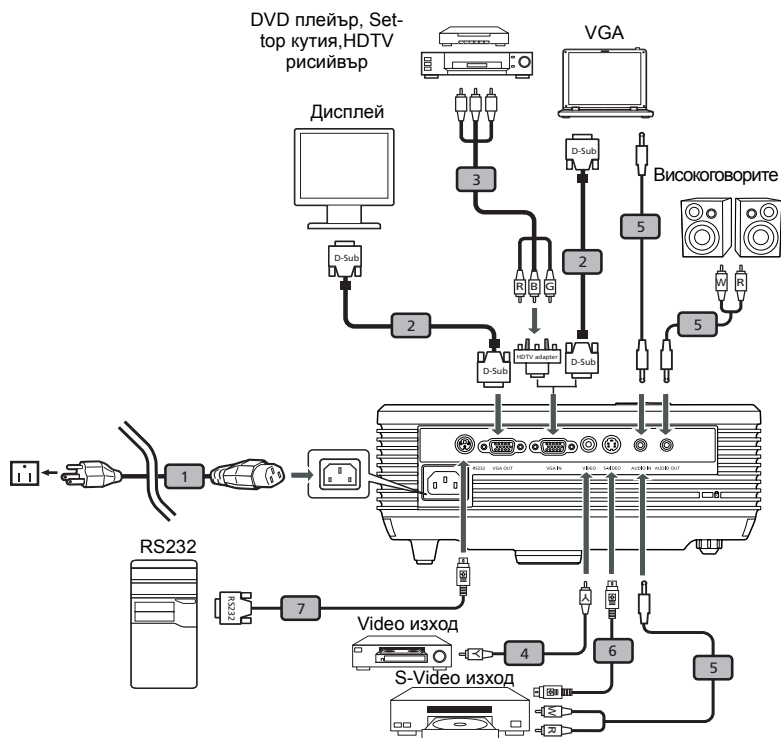 DVD плейър, Set-
top кутия,HDTV
рисийвър
VGA
Дисплей
D-Sub
3
Високоговорите
5
D-Sub
2
R B G
W R
2
5
HDTV adapter
D-Sub
D-Sub
1
RS232 VGA OUT VGA IN VIDEO S-VIDEO AUDIO IN AUDIO OUT
RS232
RS232
7
Video изход
Y
4
Y
6
5
S-Video изход
W
R